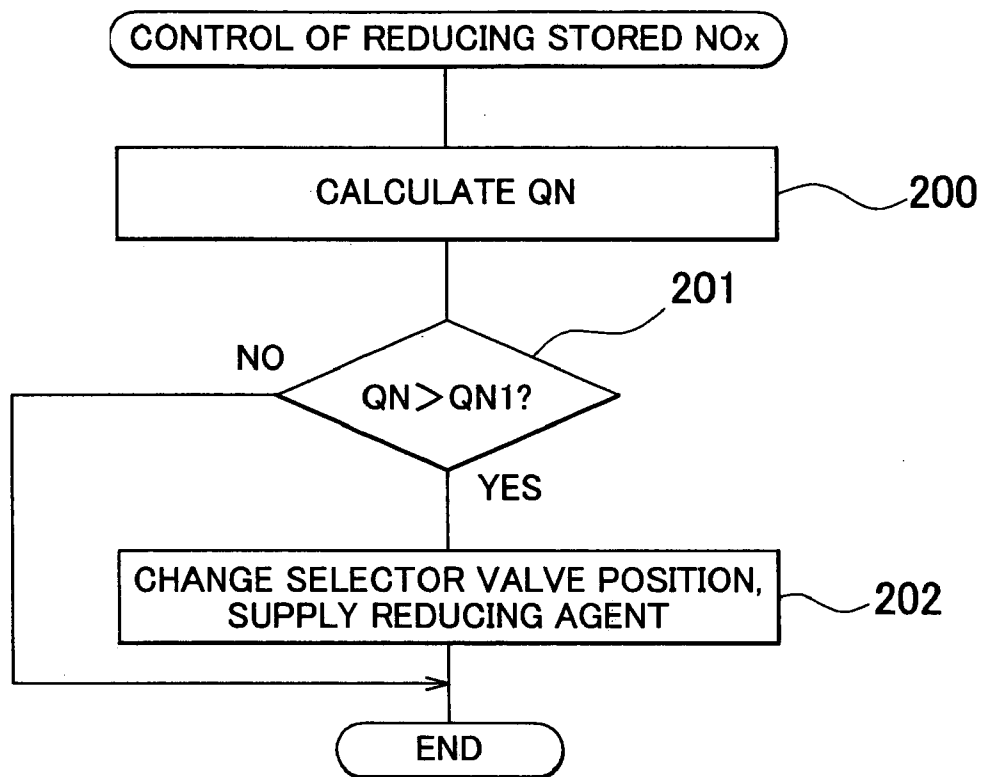 CONTROL OF REDUCING STORED NOx
CALCULATE QN
200
201
NO
QN>QN1?
YES
CHANGE SELECTOR VALVE POSITION,
SUPPLY REDUCING AGENT
202
END